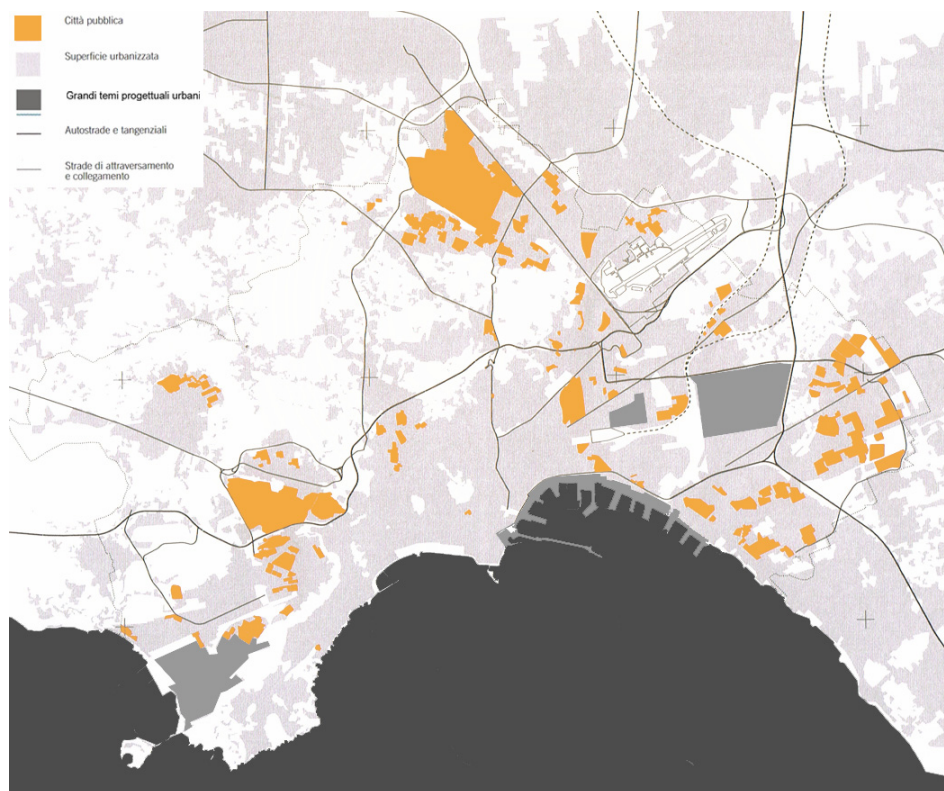 Città pubblica
Superficie urbanizzata
Grandi temi progettuali urbani
Autostrade e tangenziali
Strade di attraversamento
e collegamento